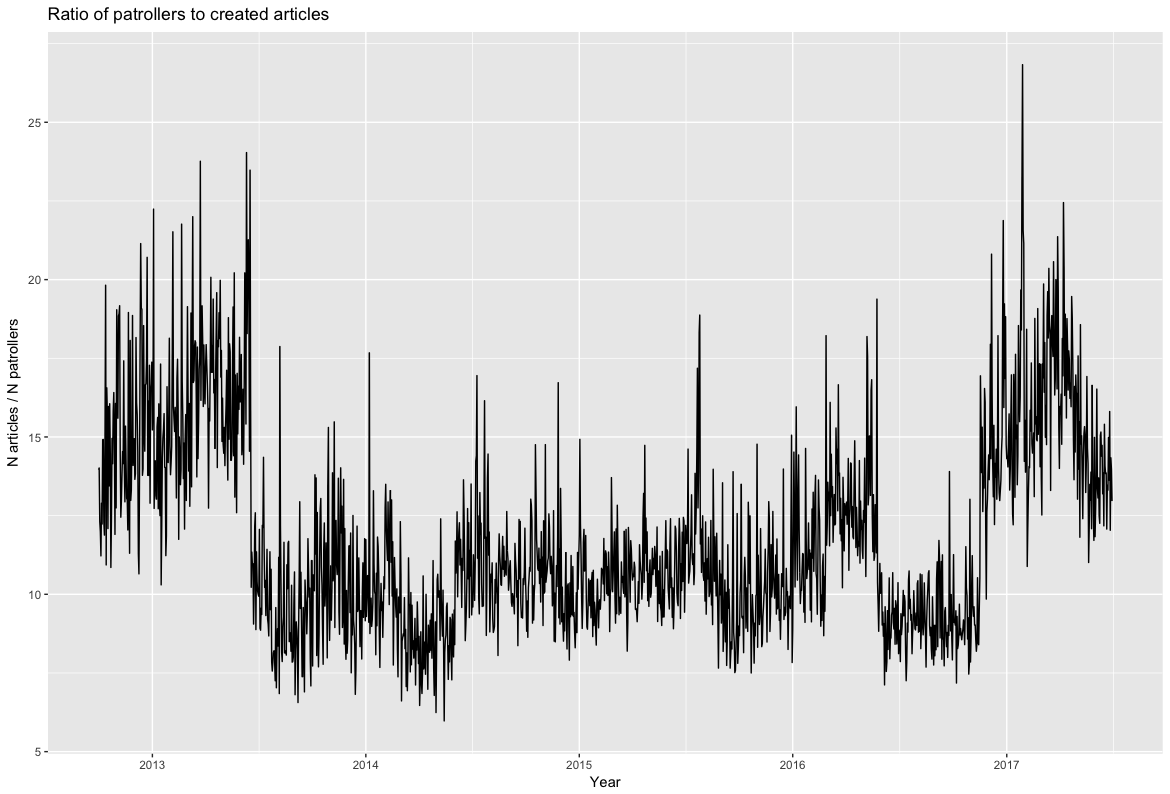 Ratio of patrollers to created articles
N articles / N patrollers
25
20
15
10
5
2013 2014 2015 2016 2017
Year